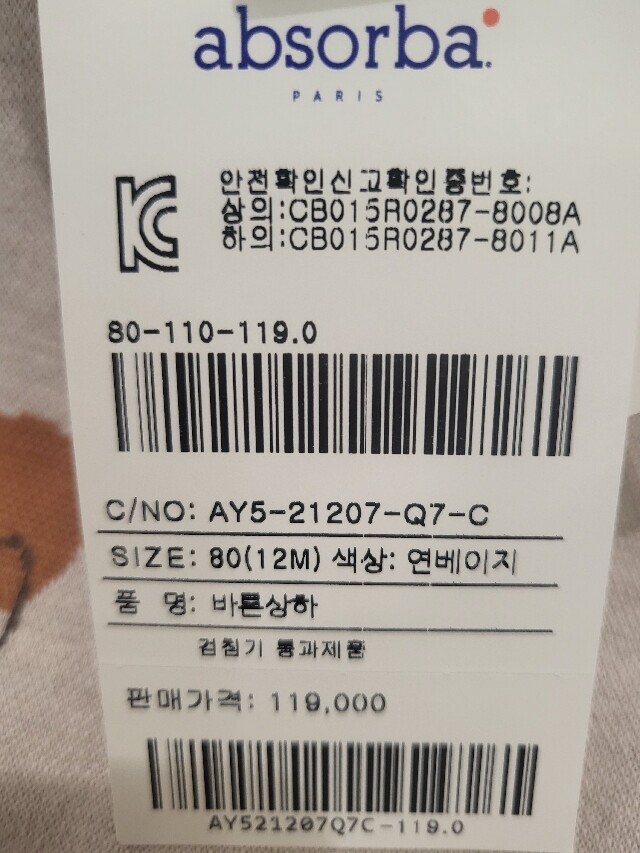 absorba.
PARIS
안전확인신고확인증번호:
상의:CB015R0287-8008A
하의:CB015R0287-8011A
80-110-119.0
C/NO: AY5-21207-Q7-C
SIZE: 80(12M) 색상: 연베이지
품 명: 바른상하
검침기 통과제품
판매가격: 119,000
AY521207Q7C-119.0